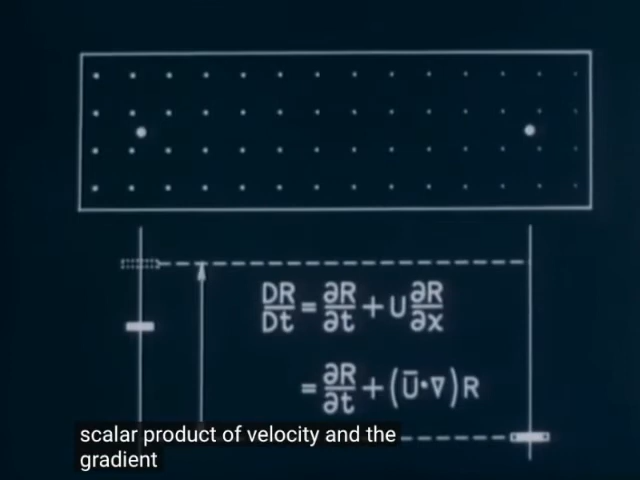 DR/Dt = ∂R/∂t + U ∂R/∂x
= ∂R/∂t + (Ū·∇)R
scalar product of velocity and the
gradient